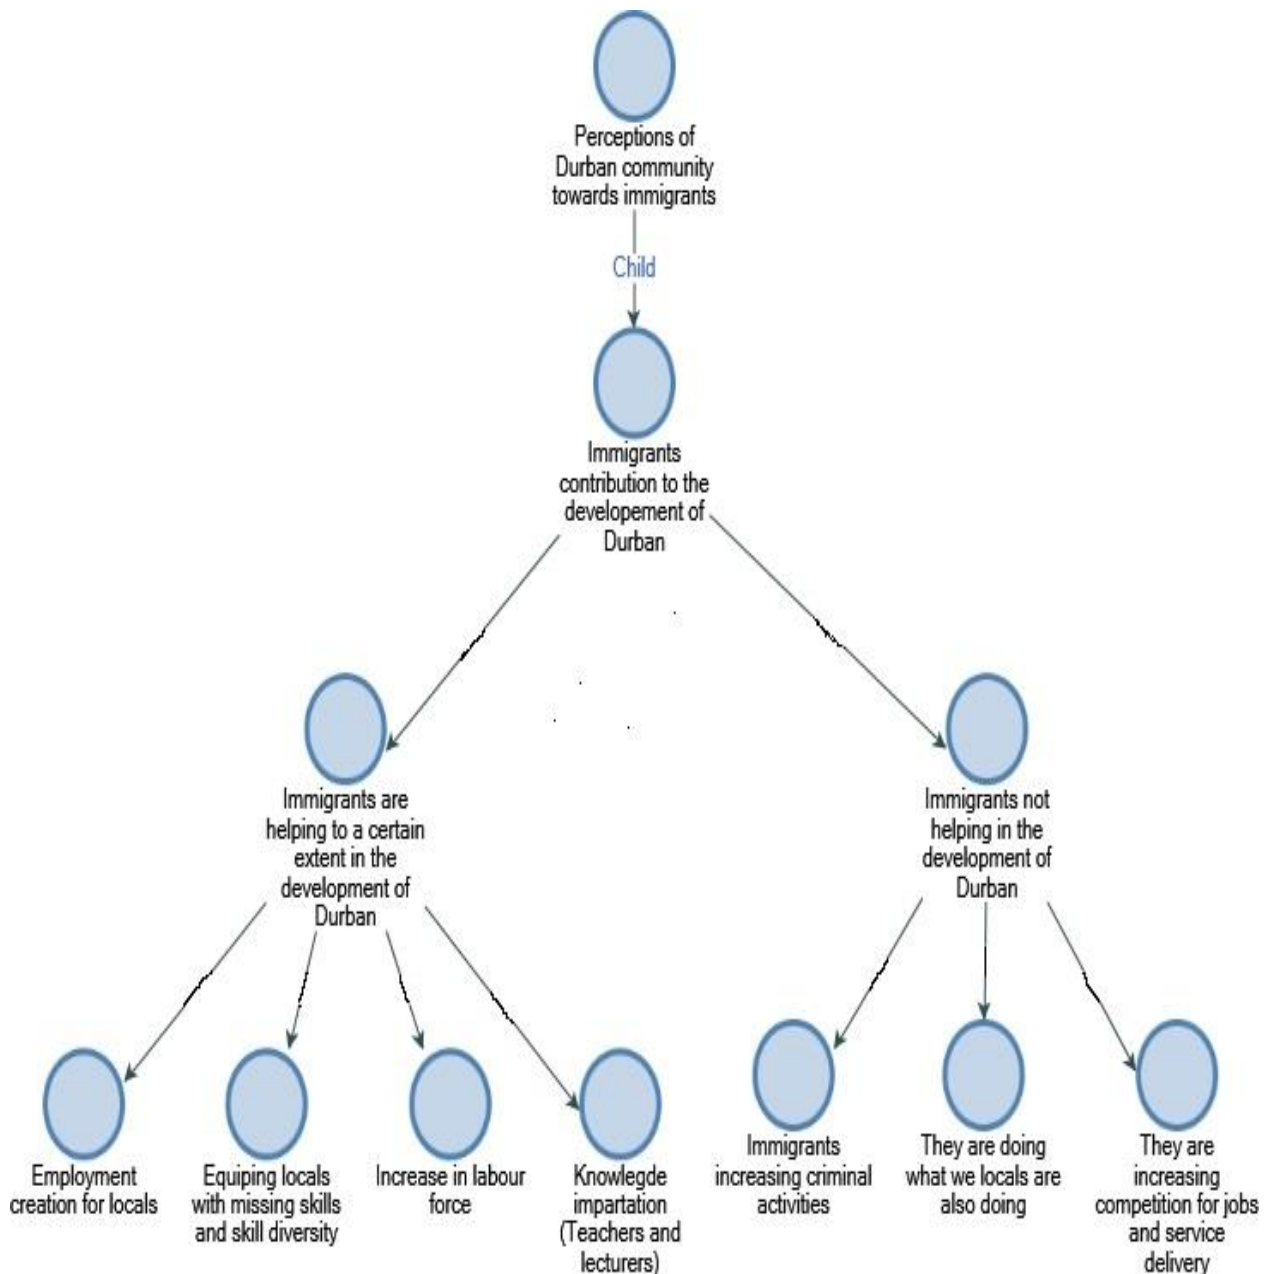 Perceptions of
Durban community
towards immigrants
Child
Immigrants
contribution to the
developement of
Durban
Immigrants are
helping to a certain
extent in the
development of
Durban
Immigrants not
helping in the
development of
Durban
Employment
creation for locals
Equiping locals
with missing skills
and skill diversity
Increase in labour
force
Knowlegde
impartation
(Teachers and
lecturers)
Immigrants
increasing criminal
activities
They are doing
what we locals are
also doing
They are
increasing
competition for jobs
and service
delivery